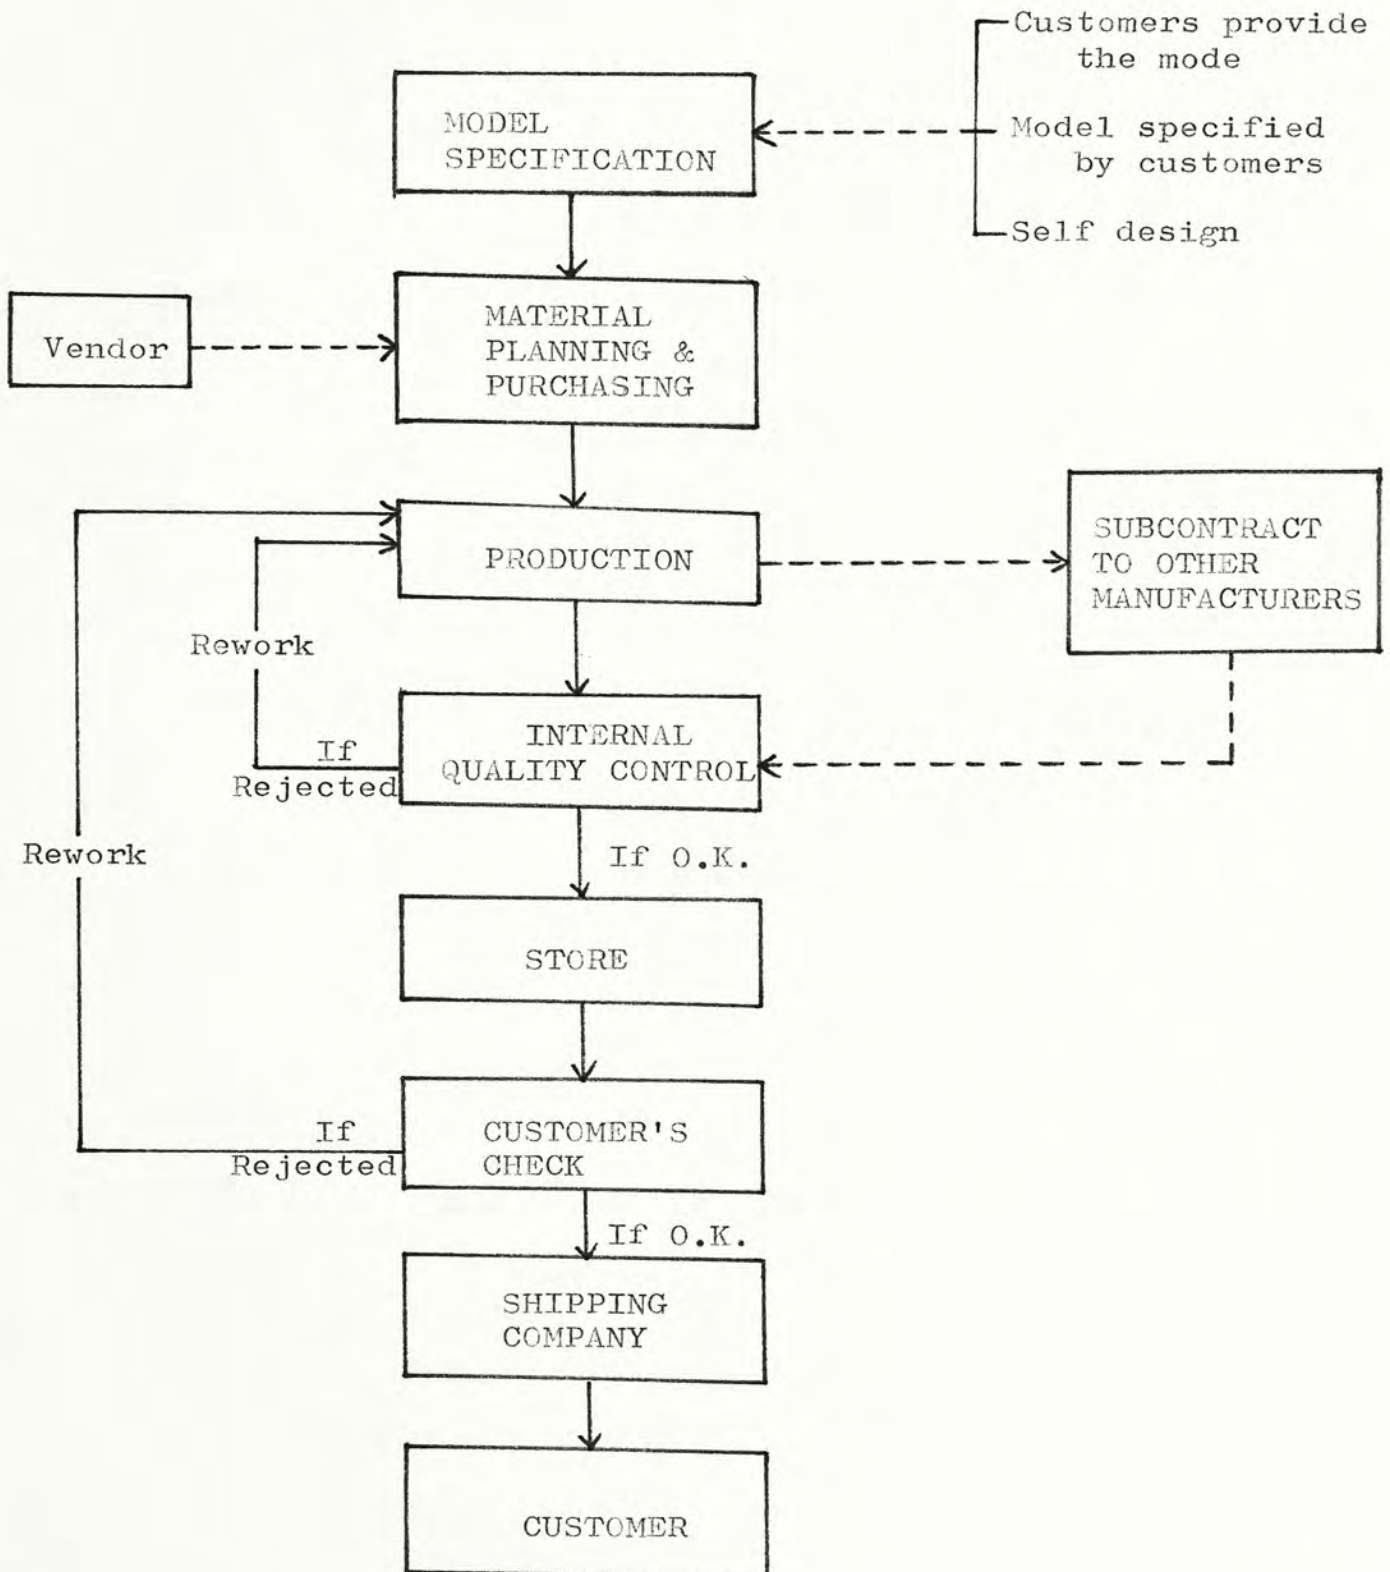 Customers provide
the mode
MODEL
SPECIFICATION
Model specified
by customers
Self design
Vendor
MATERIAL
PLANNING &
PURCHASING
PRODUCTION
SUBCONTRACT
TO OTHER
MANUFACTURERS
Rework
INTERNAL
QUALITY CONTROL
If
Rejected
Rework
If O.K.
STORE
CUSTOMER'S
CHECK
If
Rejected
If O.K.
SHIPPING
COMPANY
CUSTOMER